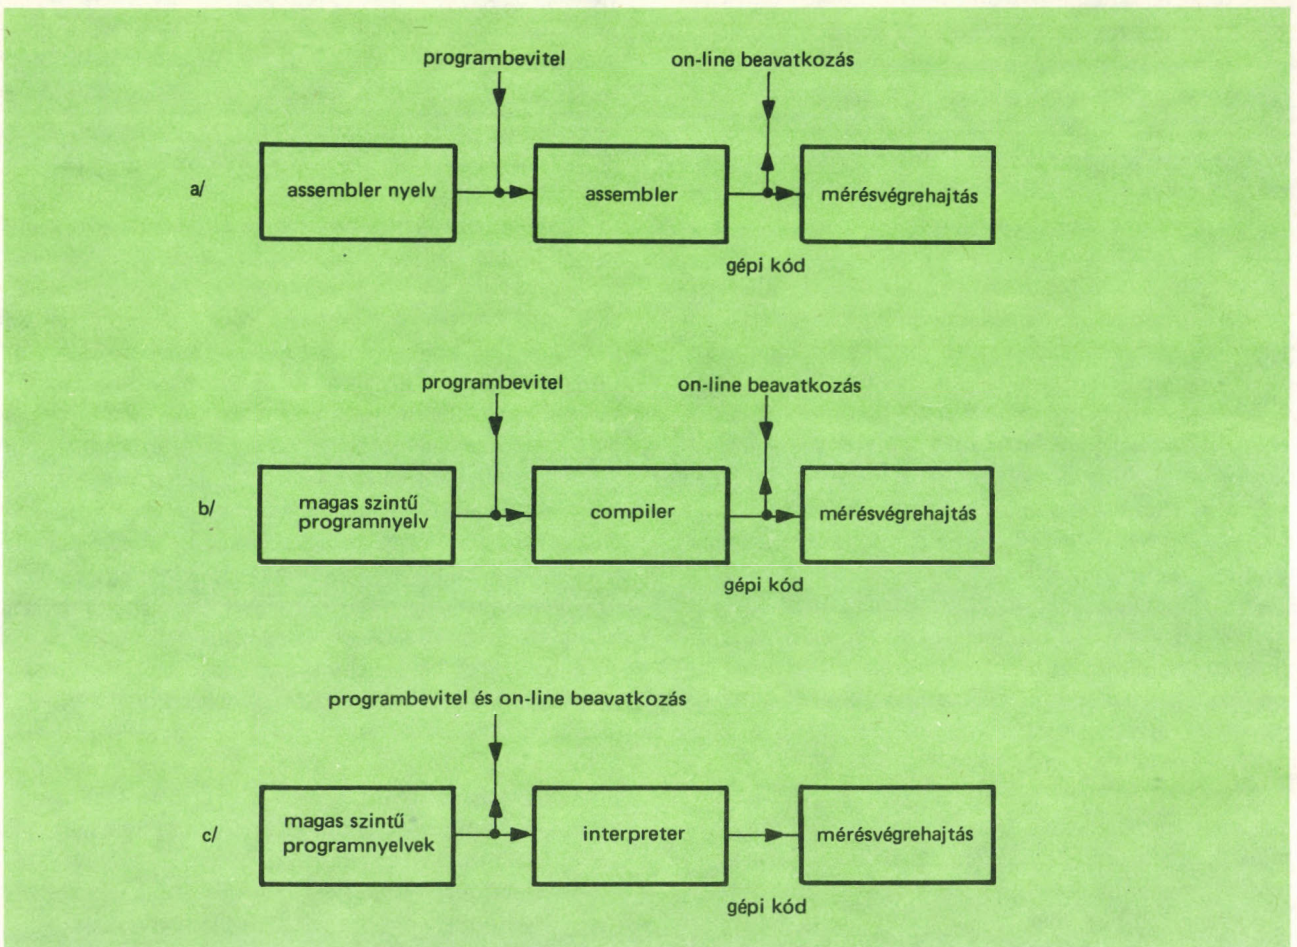 programbevitel
on-line beavatkozás
a/
assembler nyelv
assembler
mérésvégrehajtás
gépi kód
programbevitel
on-line beavatkozás
b/
magas szintű
programnyelv
compiler
mérésvégrehajtás
gépi kód
programbevitel és on-line beavatkozás
c/
magas szintű
programnyelvek
interpreter
mérésvégrehajtás
gépi kód